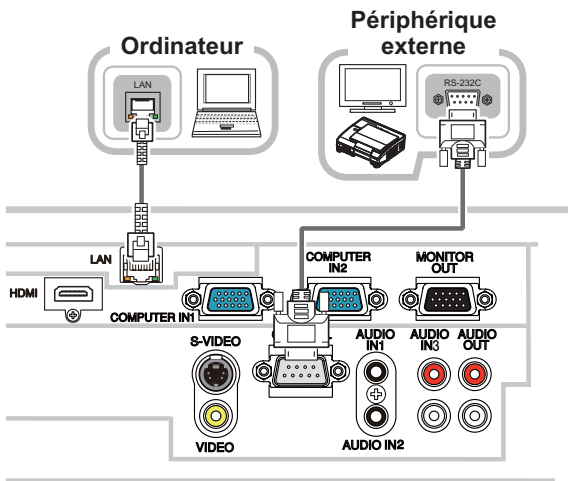 Périphérique
externe
Ordinateur
LAN
RS-232C
LAN
COMPUTER
IN2
MONITOR
OUT
HDMI
COMPUTER IN1
S-VIDEO
AUDIO
IN1
AUDIO
IN3
AUDIO
OUT
VIDEO
AUDIO IN2